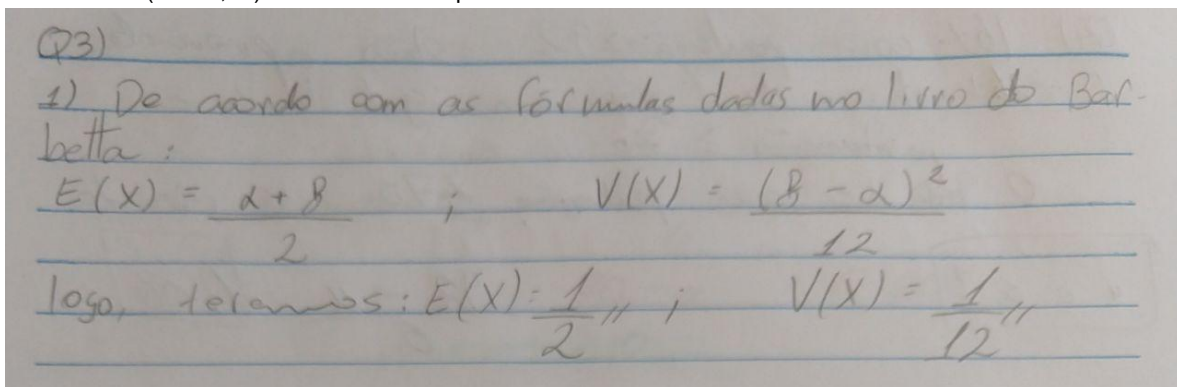 Q3)
1) De acordo com as fórmulas dadas no livro do Bar-
betta:
E(X) = α + β / 2 ; V(X) = (β - α)² / 12
logo, teramos: E(X) = 1/2 ,, ; V(X) = 1/12 ,,